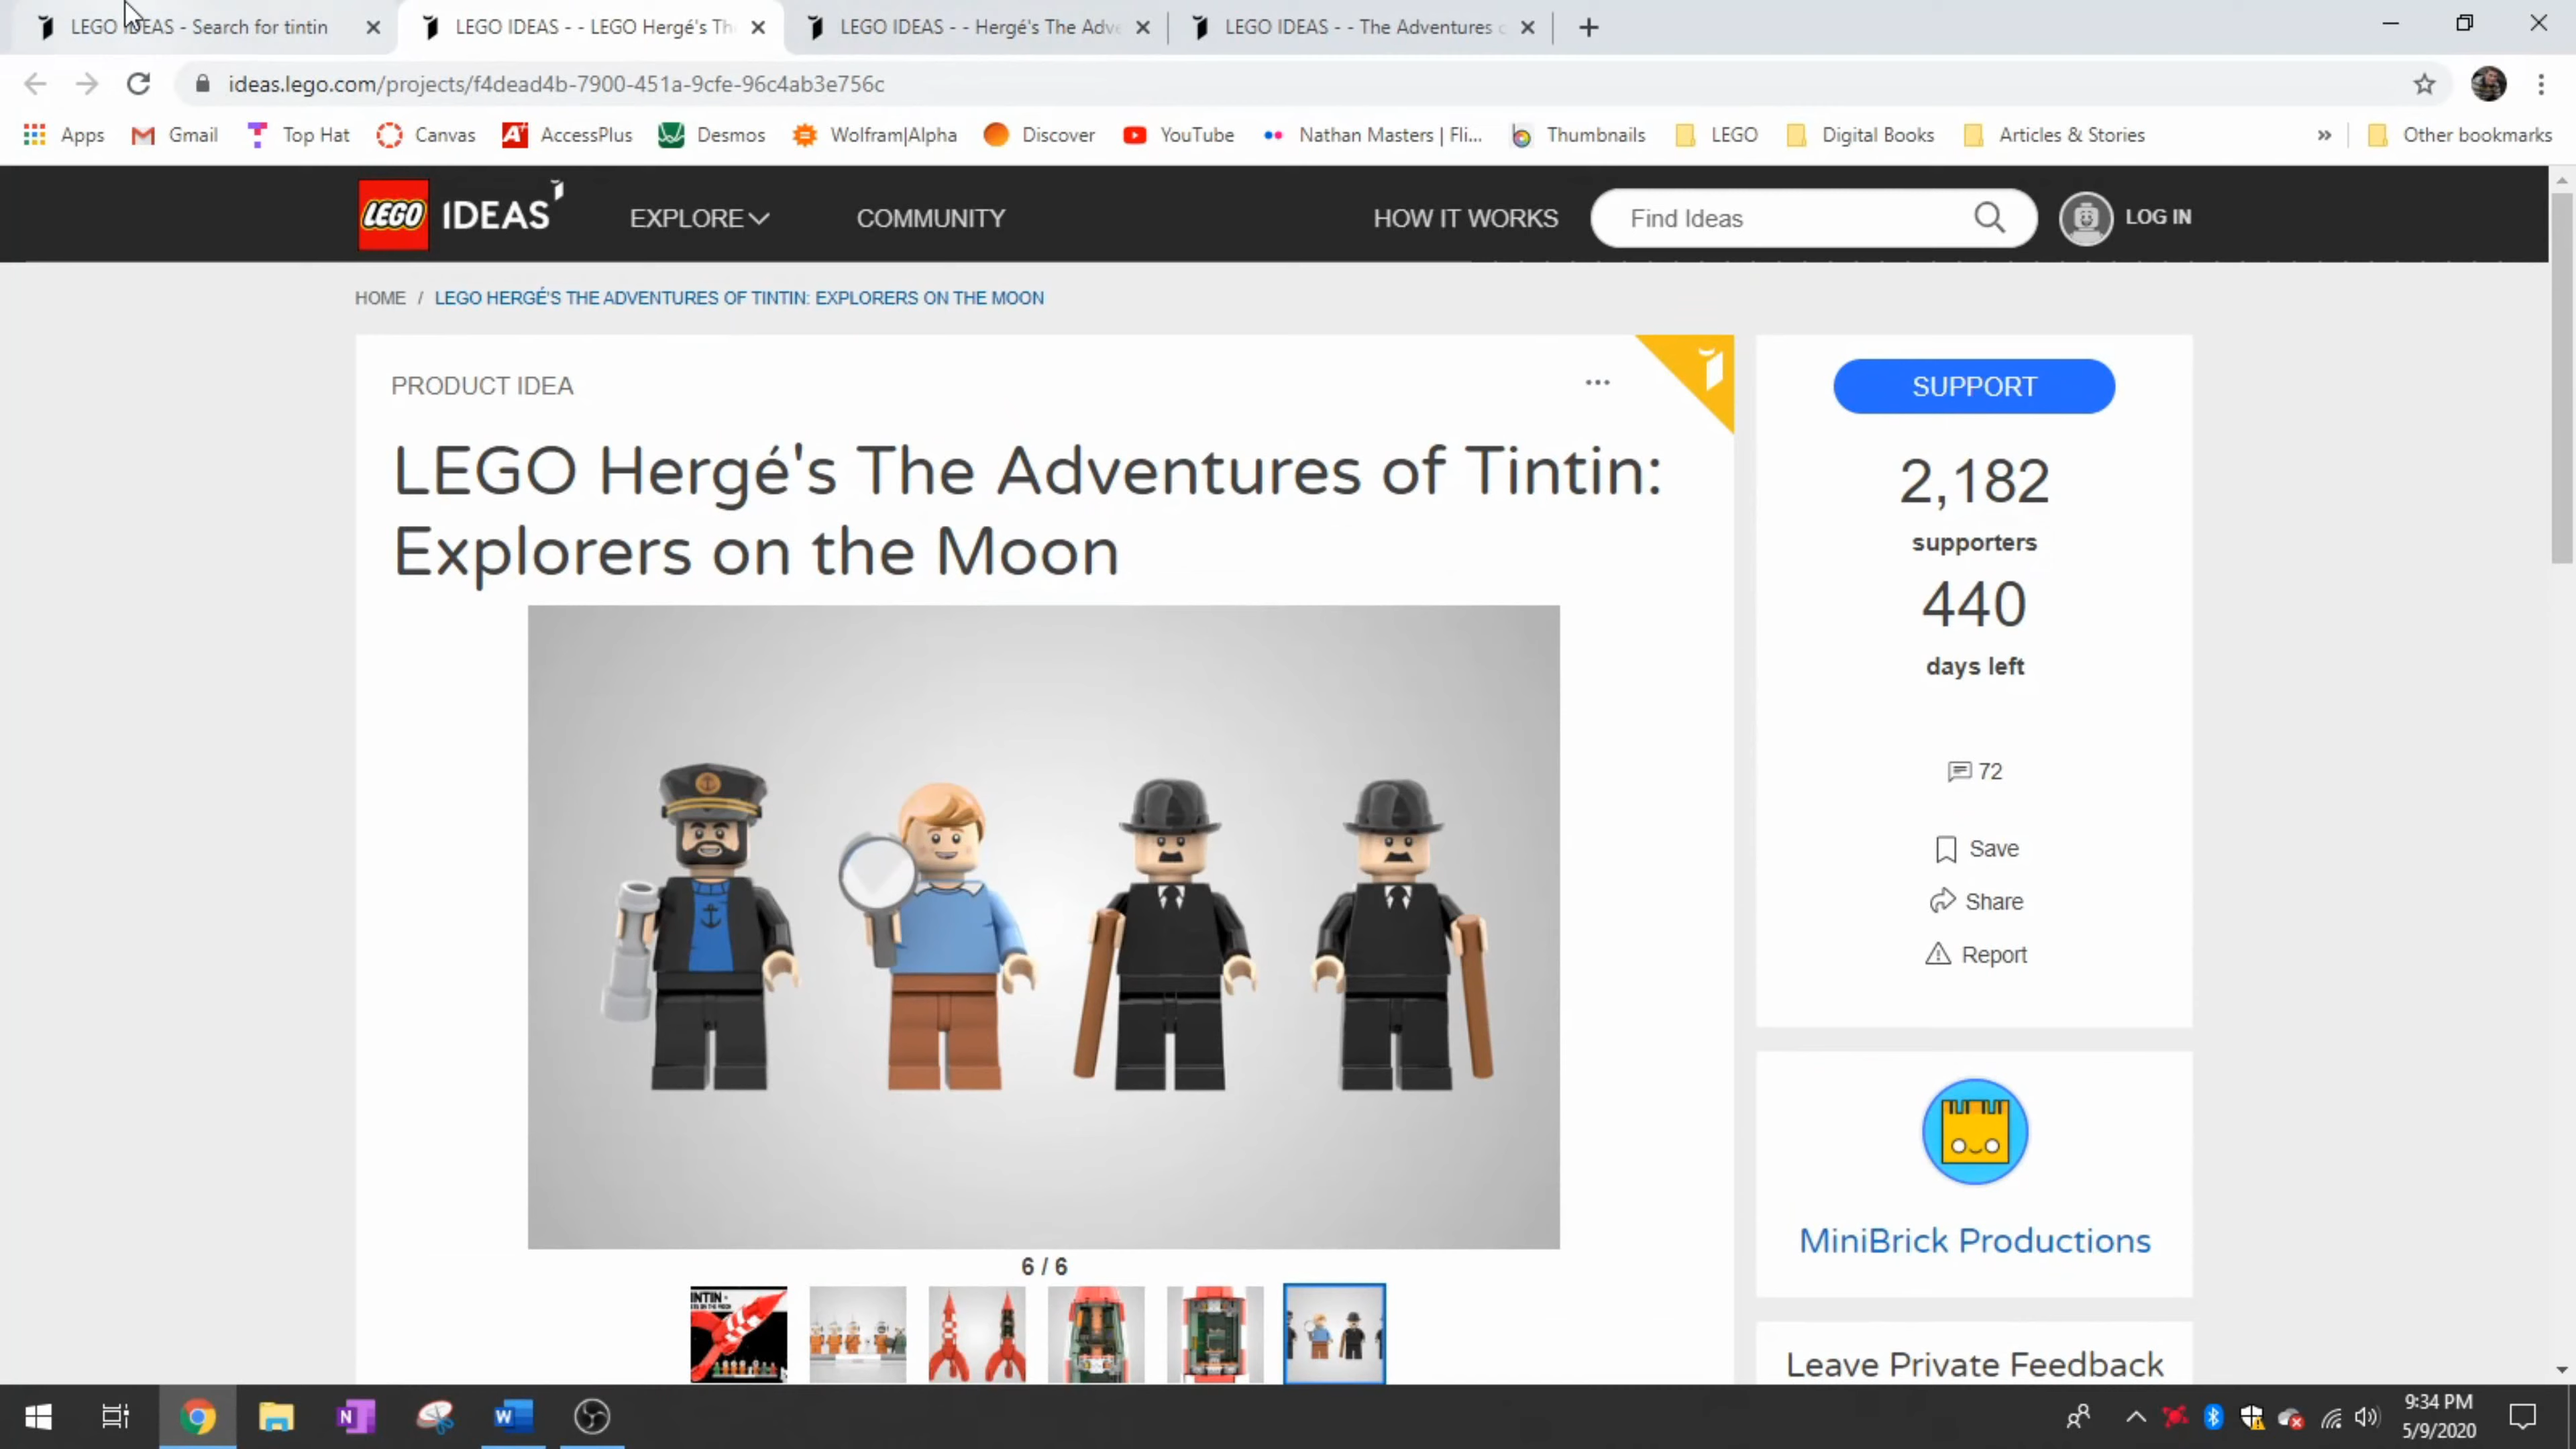 LEGO IDEAS - Search for tintin
LEGO IDEAS - - LEGO Hergé's Th
LEGO IDEAS - - Hergé's The Adve
LEGO IDEAS - - The Adventures
ideas.lego.com/projects/f4dead4b-7900-451a-9cfe-96c4ab3e756c
Apps Gmail Top Hat Canvas AccessPlus Desmos Wolfram|Alpha Discover YouTube Nathan Masters | Fli... Thumbnails LEGO Digital Books Articles & Stories » Other bookmarks
LEGO IDEAS EXPLORE COMMUNITY HOW IT WORKS Find Ideas LOG IN
HOME / LEGO HERGÉ'S THE ADVENTURES OF TINTIN: EXPLORERS ON THE MOON
PRODUCT IDEA
LEGO Hergé's The Adventures of Tintin:
Explorers on the Moon
6 / 6
SUPPORT
2,182
supporters
440
days left
72
Save
Share
Report
MiniBrick Productions
Leave Private Feedback
9:34 PM
5/9/2020